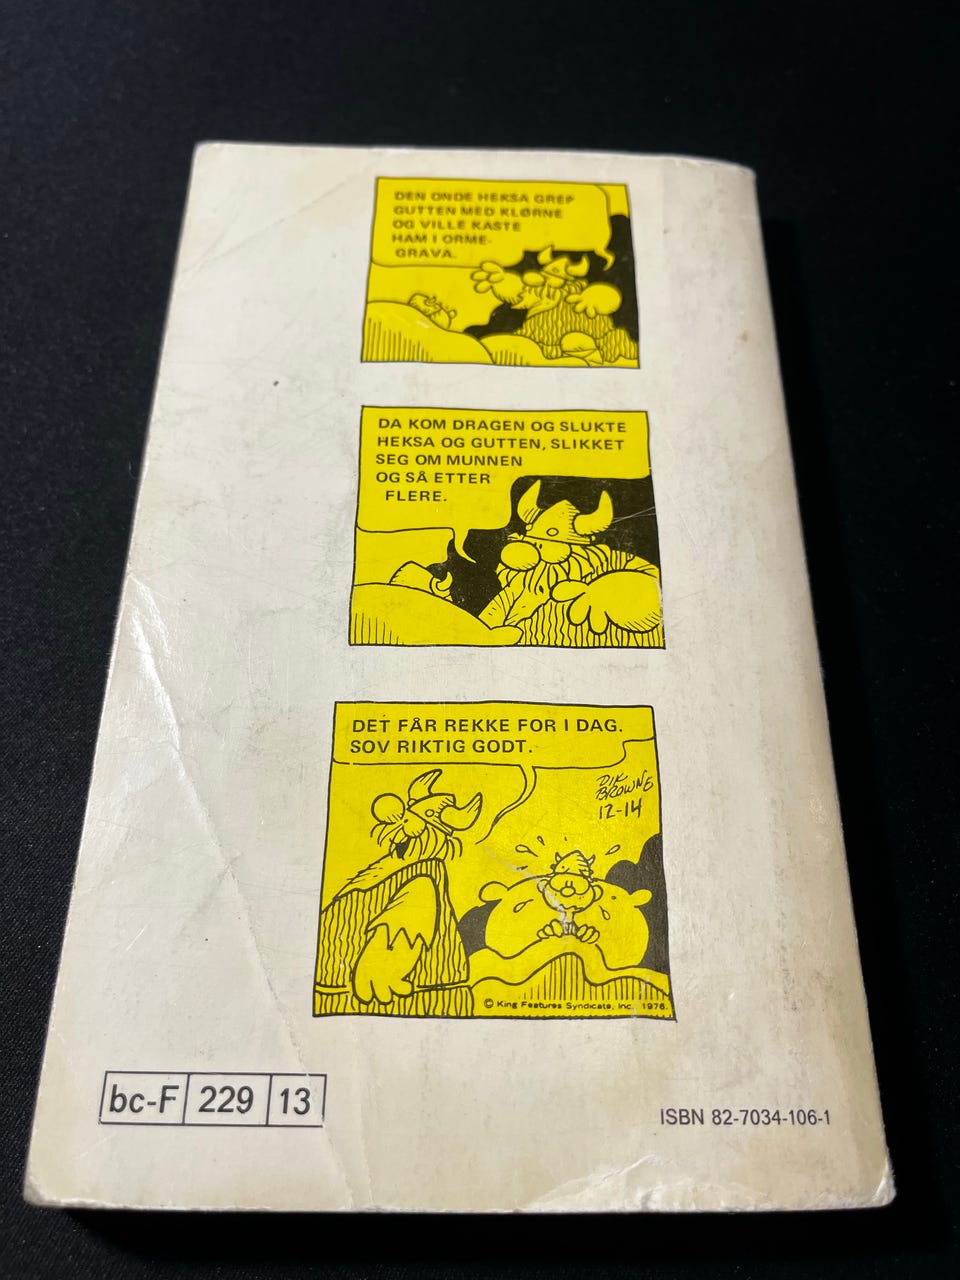 DEN ONDE HEKSA GREP
GUTTEN MED KLØRNE
OG VILLE KASTE
HAM I ORME-
GRAVA.
DA KOM DRAGEN OG SLUKTE
HEKSA OG GUTTEN, SLIKKET
SEG OM MUNNEN
OG SÅ ETTER
FLERE.
DET FÅR REKKE FOR I DAG.
SOV RIKTIG GODT.
DIK
BROWNE
12-14
© King Features Syndicate, Inc. 1976.
bc-F 229 13
ISBN 82-7034-106-1